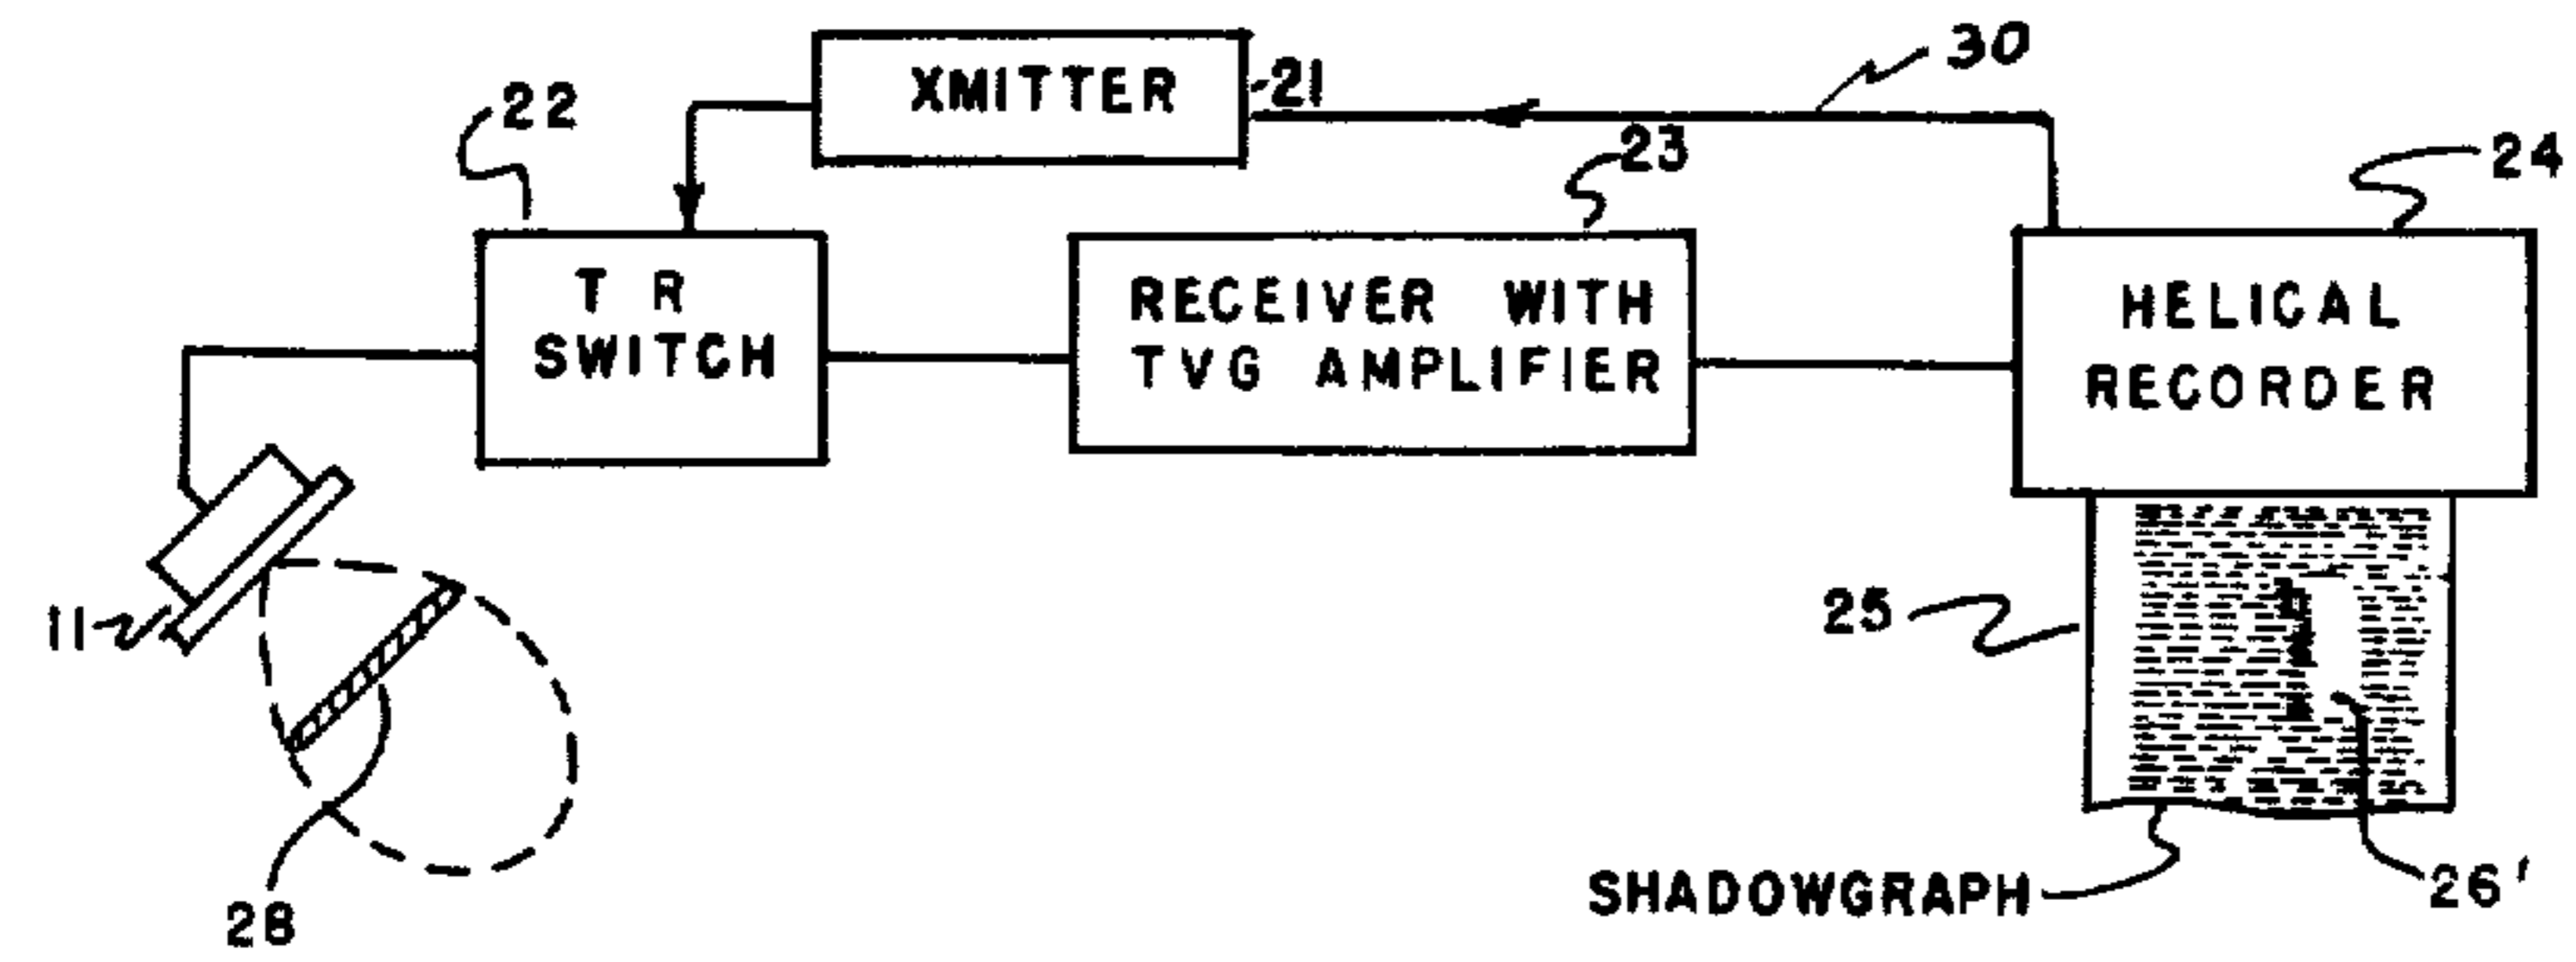 30
XMITTER
21
22
23
24
T R
SWITCH
RECEIVER WITH
TVG AMPLIFIER
HELICAL
RECORDER
11
25
28
SHADOWGRAPH
26'